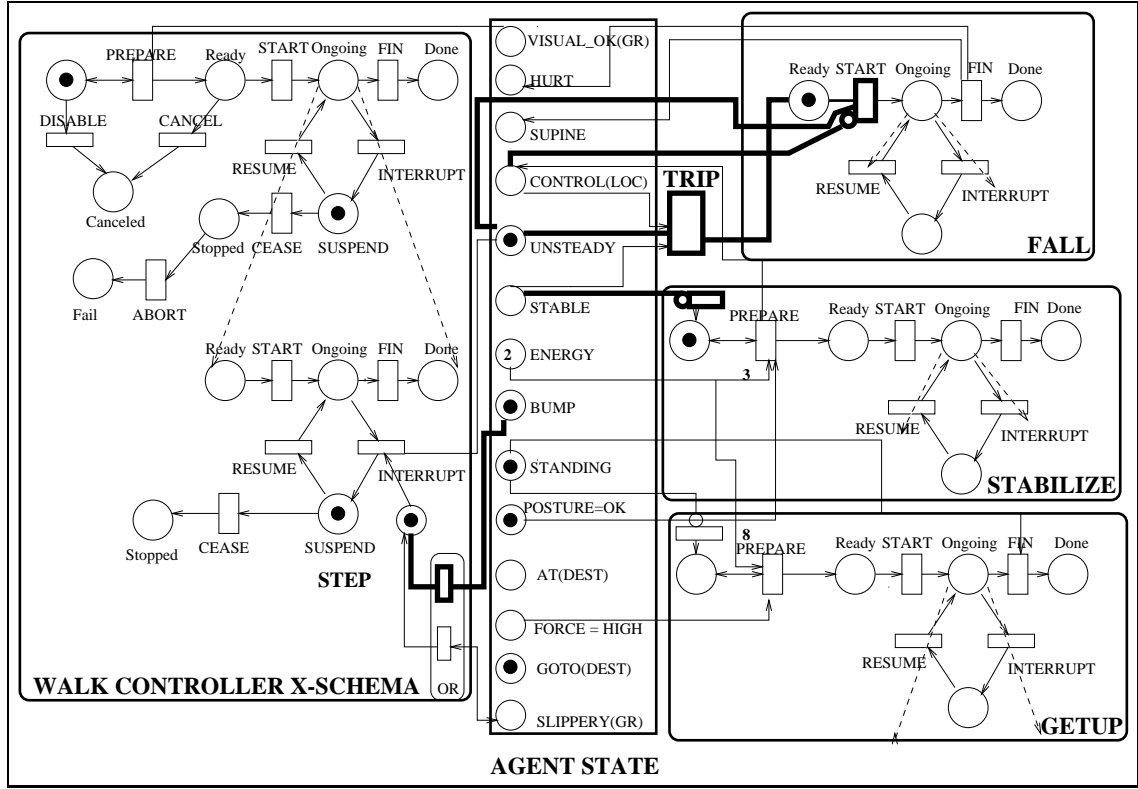 PREPARE
Ready
START
Ongoing
FIN
Done
DISABLE
CANCEL
RESUME
INTERRUPT
Canceled
Stopped
CEASE
SUSPEND
Fail
ABORT
Ready
START
Ongoing
FIN
Done
RESUME
INTERRUPT
Stopped
CEASE
SUSPEND
STEP
OR
WALK CONTROLLER X-SCHEMA
VISUAL_OK(GR)
HURT
SUPINE
CONTROL(LOC)
UNSTEADY
STABLE
2 ENERGY
BUMP
STANDING
POSTURE=OK
AT(DEST)
FORCE = HIGH
GOTO(DEST)
SLIPPERY(GR)
AGENT STATE
TRIP
Ready
START
Ongoing
FIN
Done
RESUME
INTERRUPT
FALL
PREPARE
Ready
START
Ongoing
FIN
Done
3
RESUME
INTERRUPT
STABILIZE
8
PREPARE
Ready
START
Ongoing
FIN
Done
RESUME
INTERRUPT
GETUP